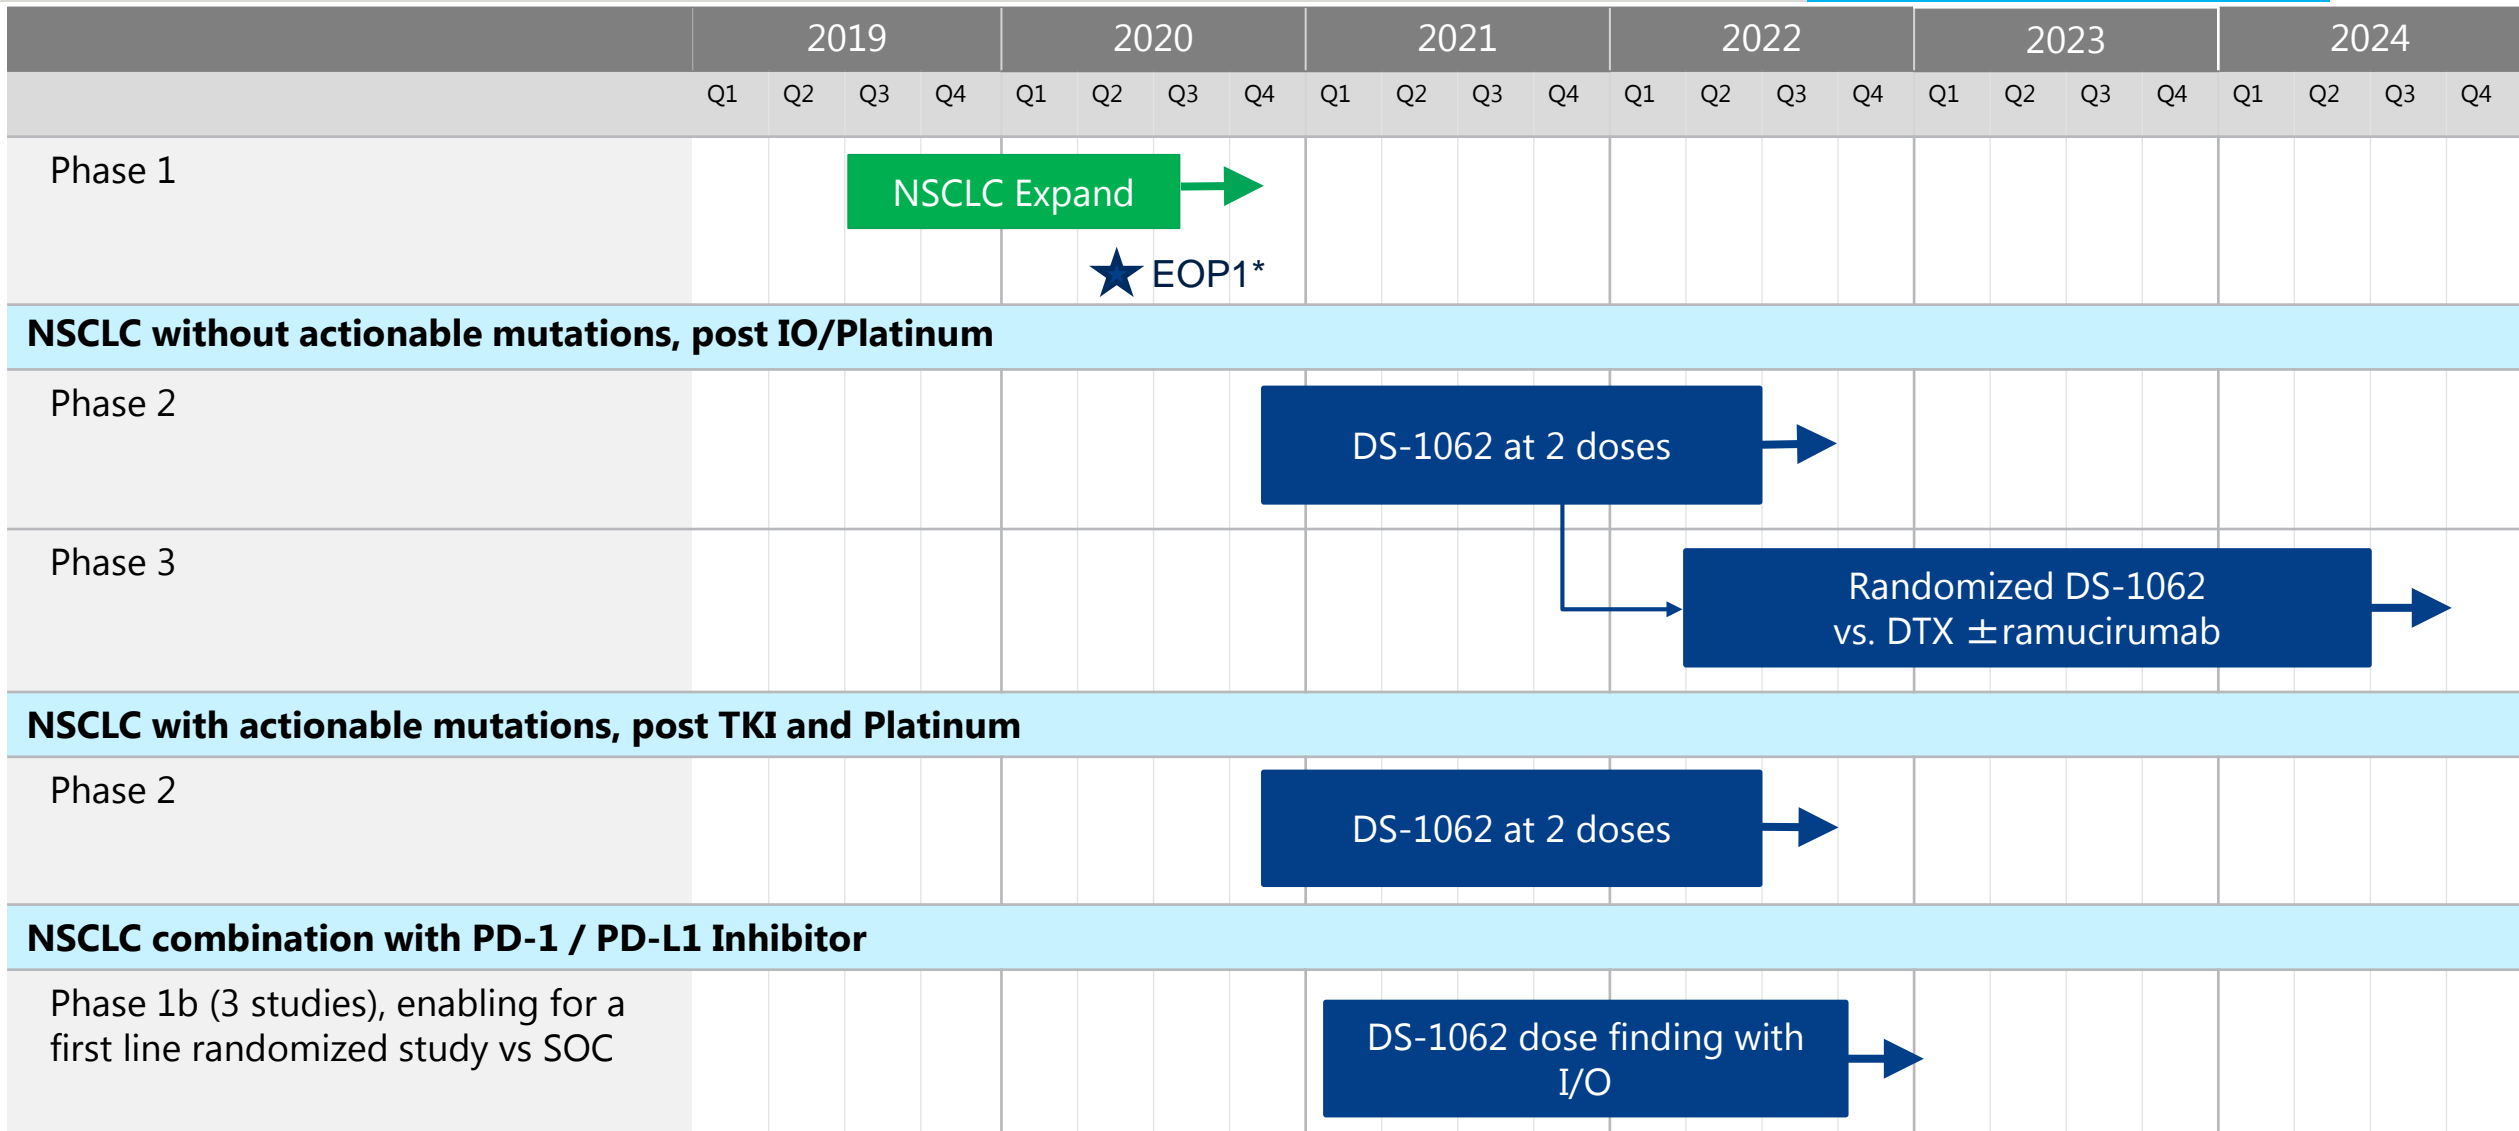 2019 2020 2021 2022 2023 2024
Q1 Q2 Q3 Q4 Q1 Q2 Q3 Q4 Q1 Q2 Q3 Q4 Q1 Q2 Q3 Q4 Q1 Q2 Q3 Q4 Q1 Q2 Q3 Q4
Phase 1
NSCLC Expand
EOP1*
NSCLC without actionable mutations, post IO/Platinum
Phase 2
DS-1062 at 2 doses
Phase 3
Randomized DS-1062
vs. DTX ±ramucirumab
NSCLC with actionable mutations, post TKI and Platinum
Phase 2
DS-1062 at 2 doses
NSCLC combination with PD-1 / PD-L1 Inhibitor
Phase 1b (3 studies), enabling for a
first line randomized study vs SOC
DS-1062 dose finding with
I/O